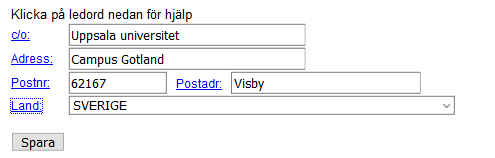 Klicka på ledord nedan för hjälp
c/o: Uppsala universitet
Adress: Campus Gotland
Postnr: 62167 Postadr: Visby
Land: SVERIGE
Spara